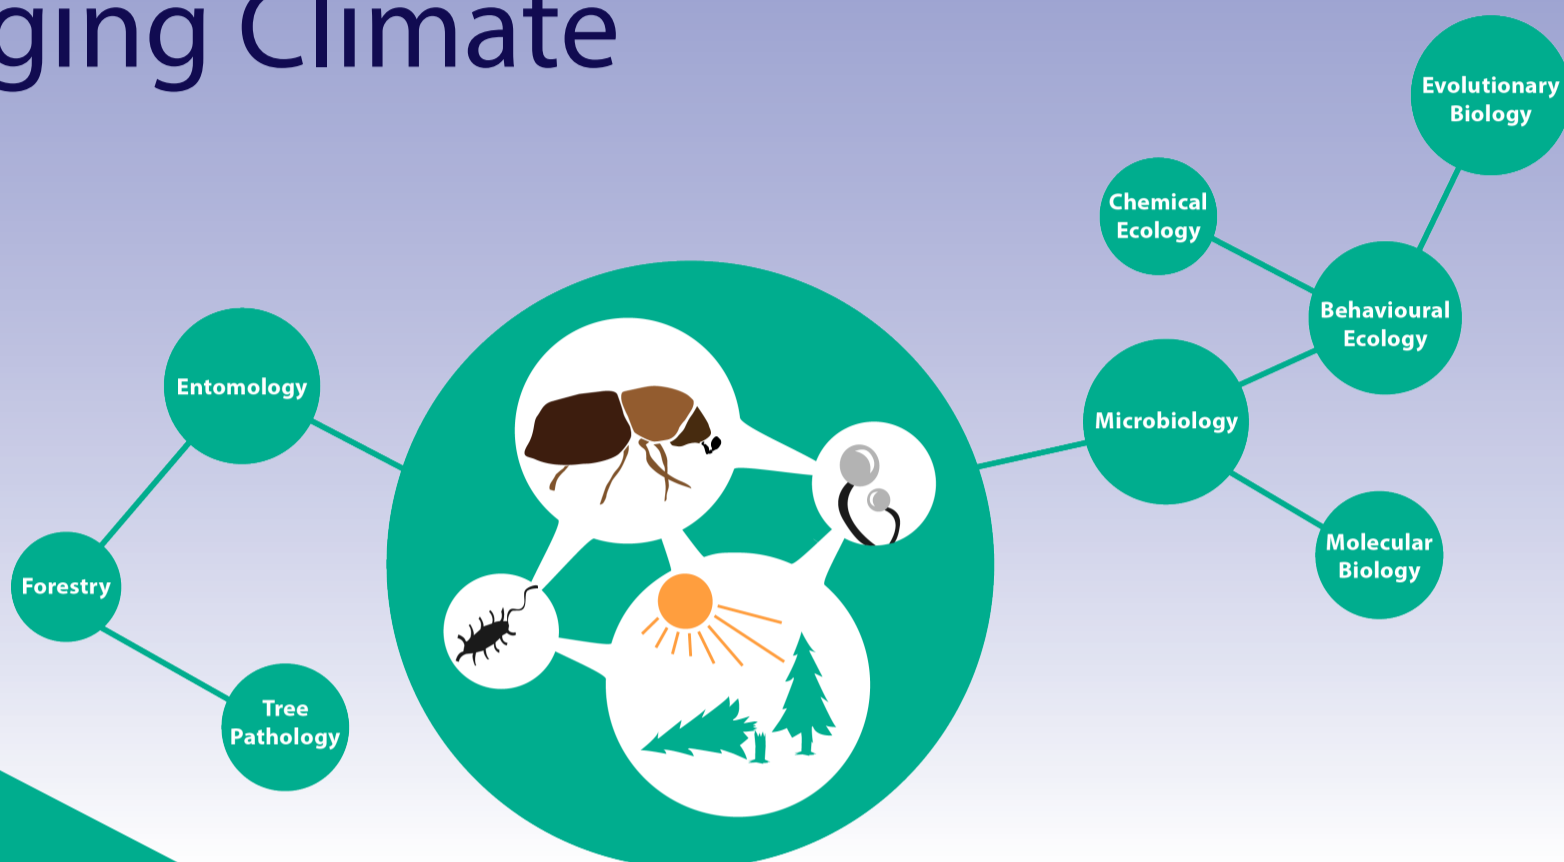 ging Climate
Evolutionary
Biology
Chemical
Ecology
Behavioural
Ecology
Entomology
Microbiology
Molecular
Biology
Forestry
Tree
Pathology